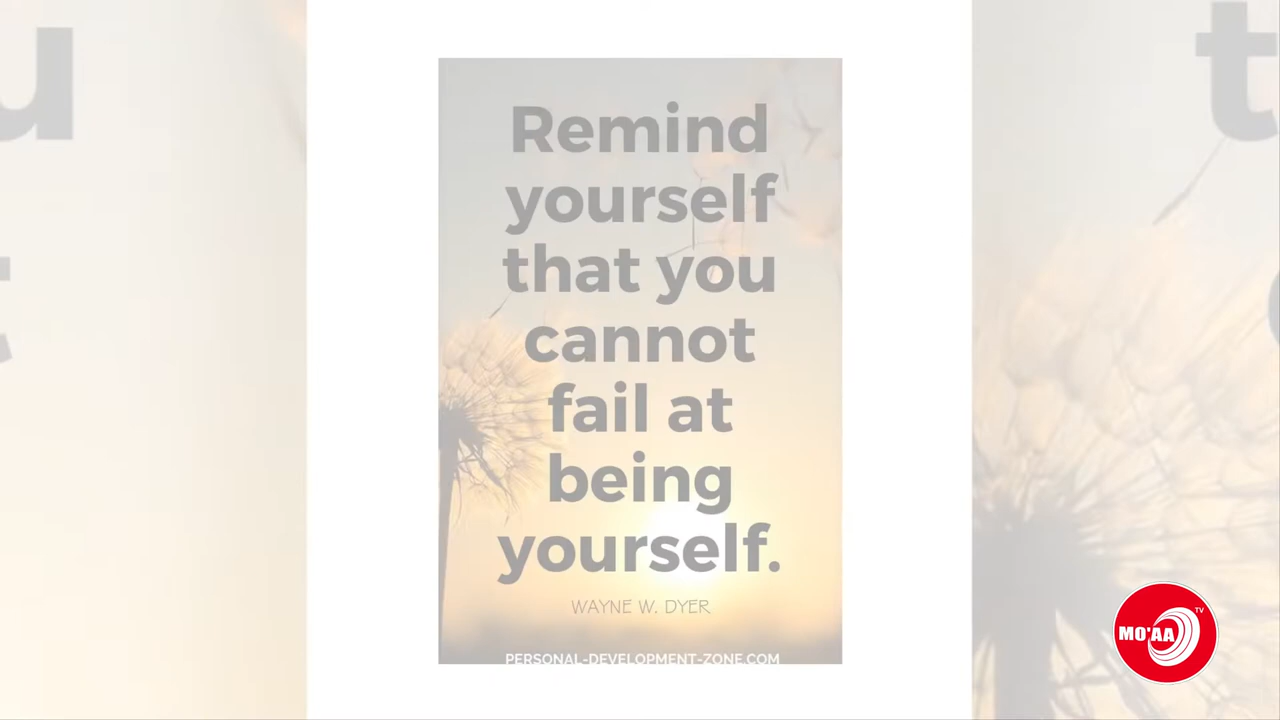 Remind
yourself
that you
cannot
fail at
being
yourself.
WAYNE W. DYER
PERSONAL-DEVELOPMENT-ZONE.COM
MO'AA TV